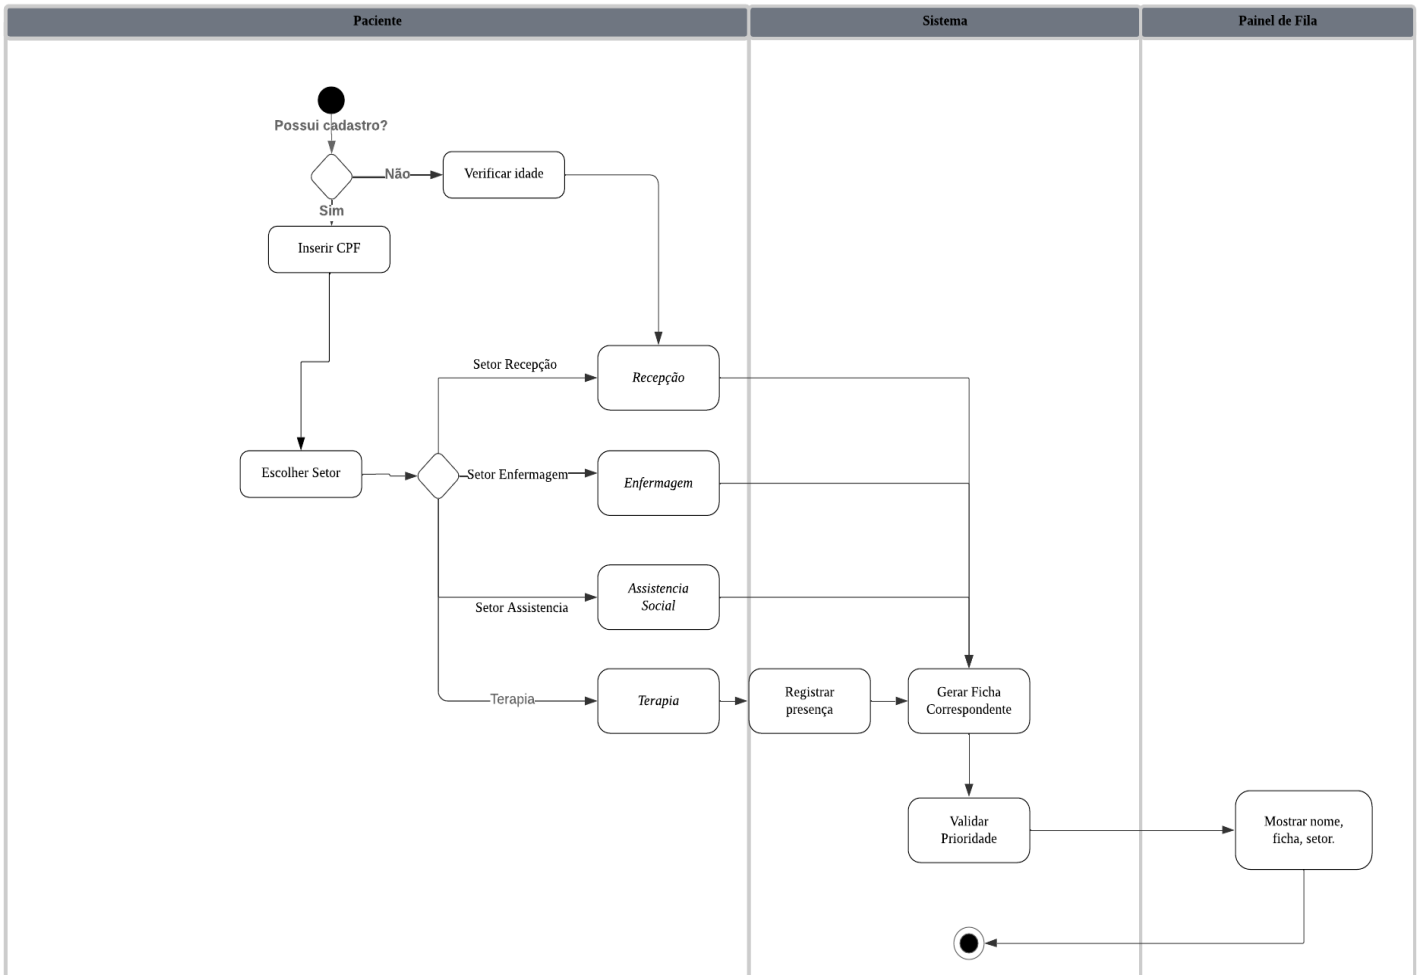 Paciente
Sistema
Painel de Fila
Possui cadastro?
Não
Verificar idade
Sim
Inserir CPF
Setor Recepção
Recepção
Escolher Setor
Setor Enfermagem
Enfermagem
Setor Assistencia
Assistencia
Social
Terapia
Terapia
Registrar
presença
Gerar Ficha
Correspondente
Validar
Prioridade
Mostrar nome,
ficha, setor.